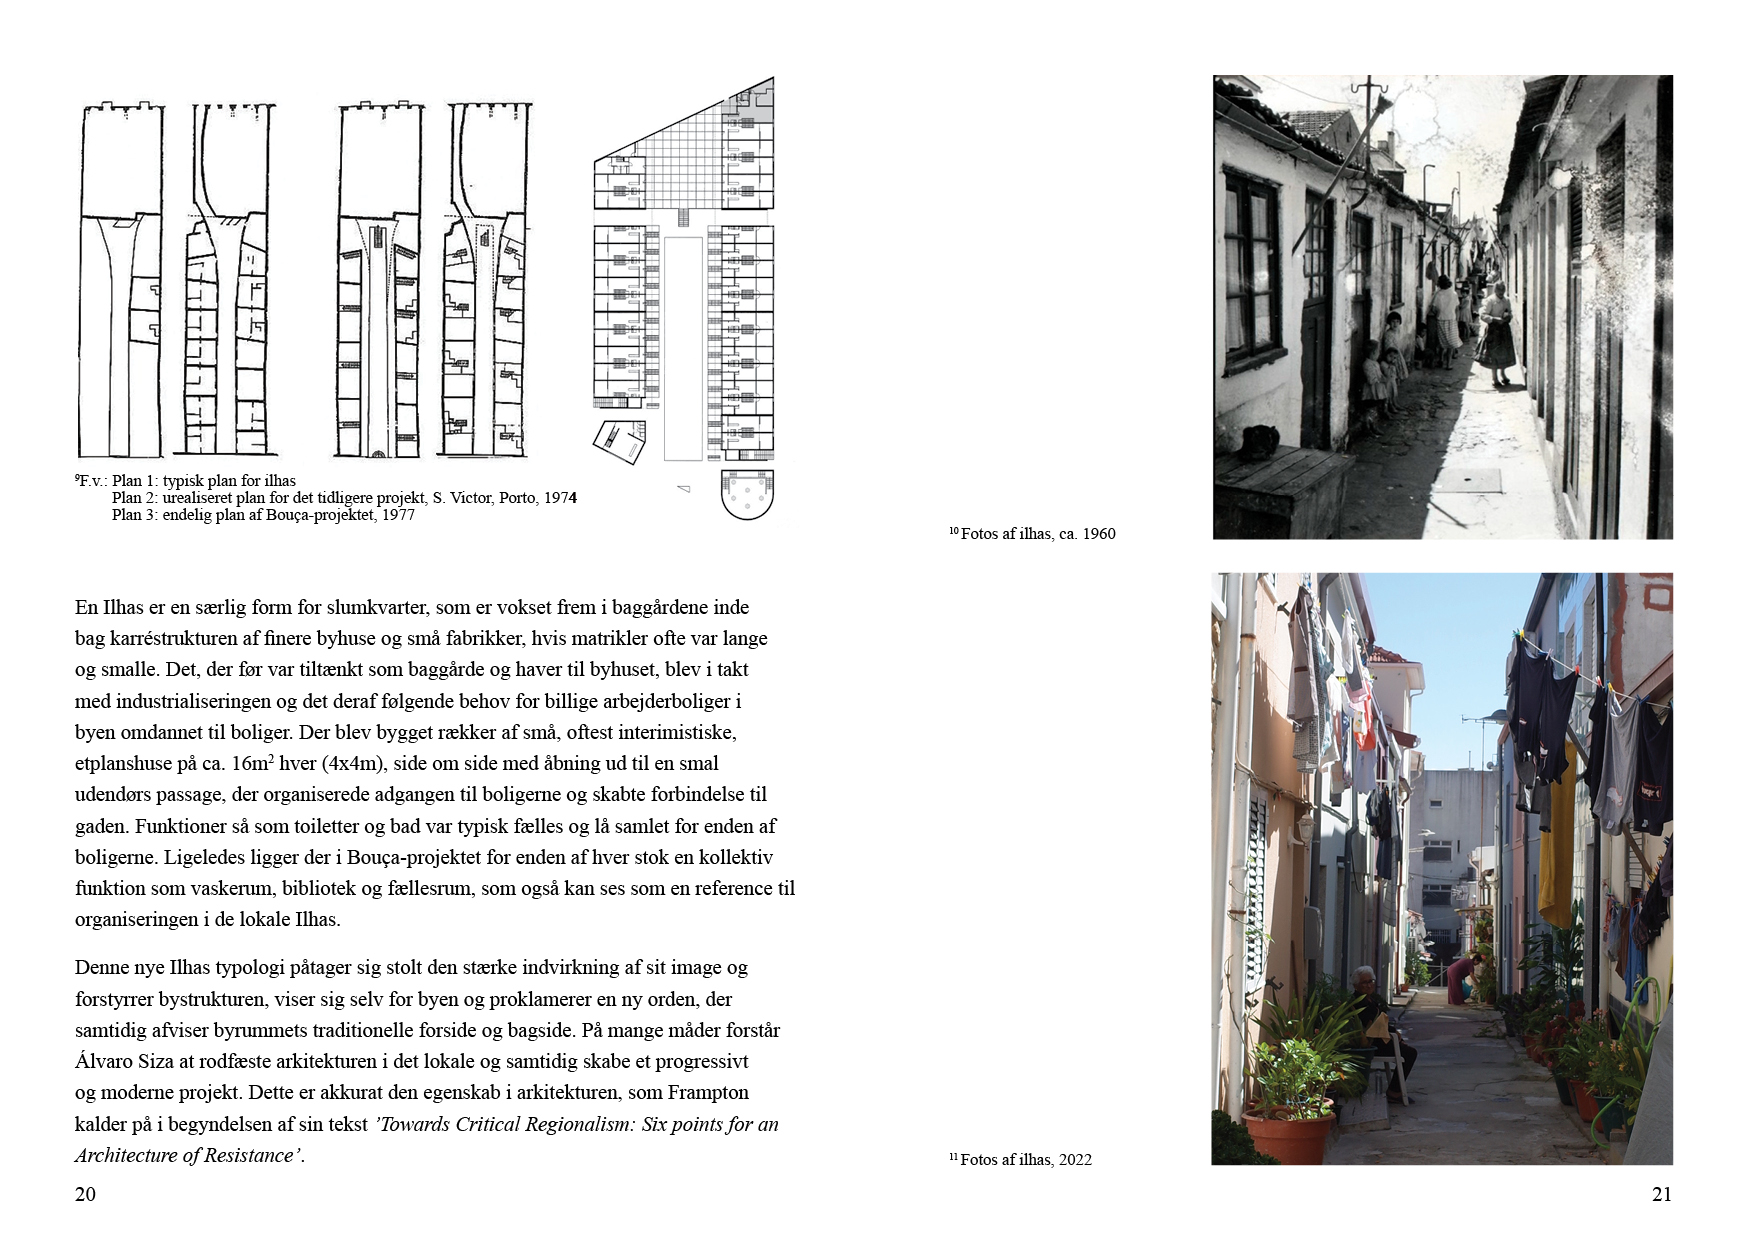 ⁹F.v.: Plan 1: typisk plan for ilhas
Plan 2: urealiseret plan for det tidligere projekt, S. Victor, Porto, 1974
Plan 3: endelig plan af Bouça-projektet, 1977
En Ilhas er en særlig form for slumkvarter, som er vokset frem i baggårdene inde
bag karréstrukturen af finere byhuse og små fabrikker, hvis matrikler ofte var lange
og smalle. Det, der før var tiltænkt som baggårde og haver til byhuset, blev i takt
med industrialiseringen og det deraf følgende behov for billige arbejderboliger i
byen omdannet til boliger. Der blev bygget rækker af små, oftest interimistiske,
etplanshuse på ca. 16m² hver (4x4m), side om side med åbning ud til en smal
udendørs passage, der organiserede adgangen til boligerne og skabte forbindelse til
gaden. Funktioner så som toiletter og bad var typisk fælles og lå samlet for enden af
boligerne. Ligeledes ligger der i Bouça-projektet for enden af hver stok en kollektiv
funktion som vaskerum, bibliotek og fællesrum, som også kan ses som en reference til
organiseringen i de lokale Ilhas.
Denne nye Ilhas typologi påtager sig stolt den stærke indvirkning af sit image og
forstyrrer bystrukturen, viser sig selv for byen og proklamerer en ny orden, der
samtidig afviser byrummets traditionelle forside og bagside. På mange måder forstår
Álvaro Siza at rodfæste arkitekturen i det lokale og samtidig skabe et progressivt
og moderne projekt. Dette er akkurat den egenskab i arkitekturen, som Frampton
kalder på i begyndelsen af sin tekst ’Towards Critical Regionalism: Six points for an
Architecture of Resistance’.
20
¹⁰ Fotos af ilhas, ca. 1960
¹¹ Fotos af ilhas, 2022
21